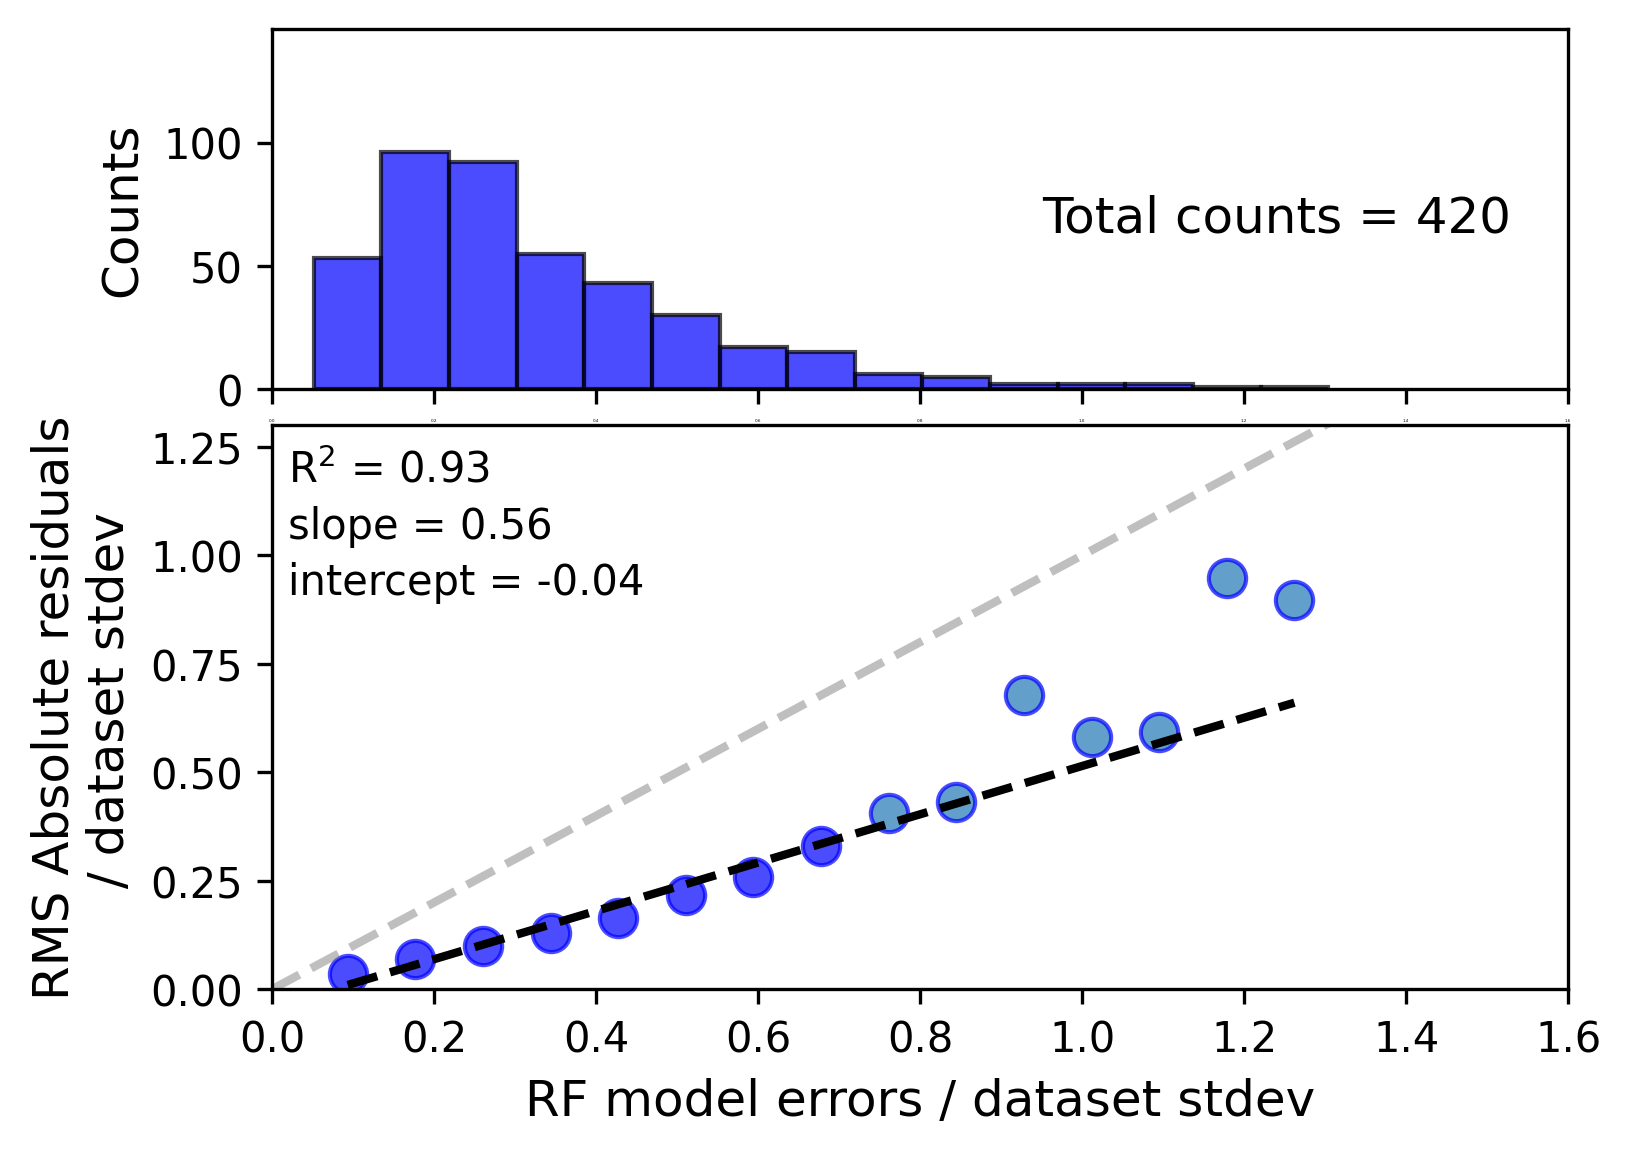 100
50
0
Counts
Total counts = 420
1.25
1.00
0.75
0.50
0.25
0.00
RMS Absolute residuals
/ dataset stdev
R² = 0.93
slope = 0.56
intercept = -0.04
0.0 0.2 0.4 0.6 0.8 1.0 1.2 1.4 1.6
RF model errors / dataset stdev